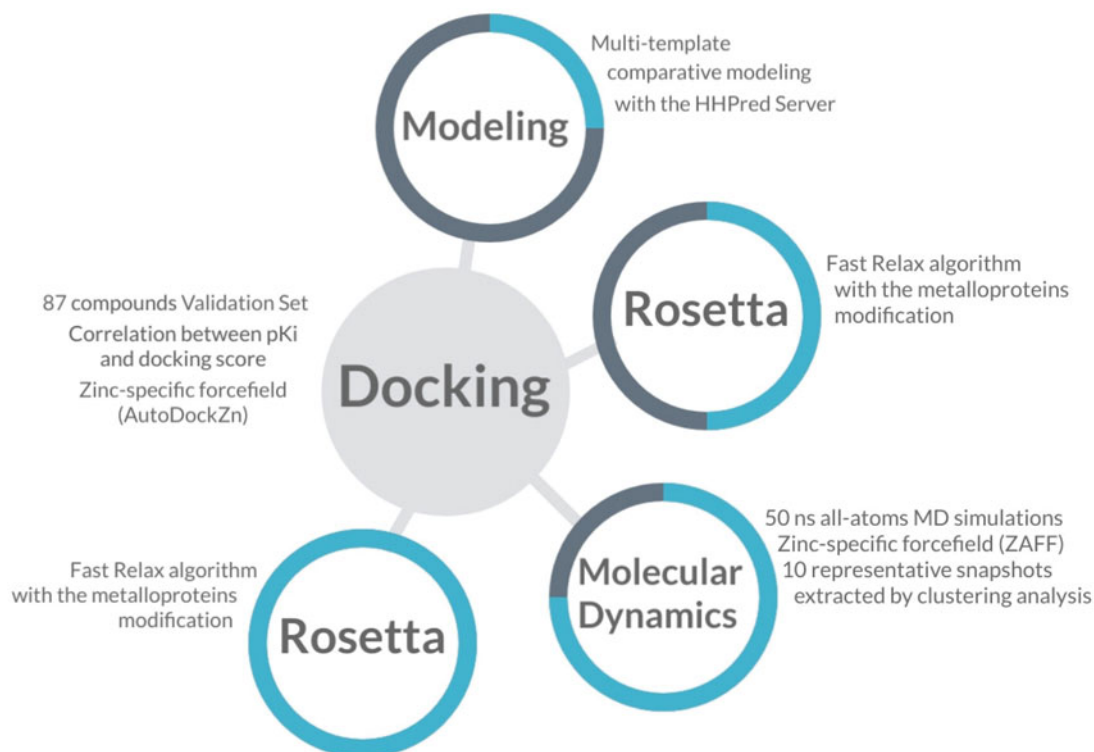 Multi-template
comparative modeling
with the HHPred Server
Modeling
Fast Relax algorithm
with the metalloproteins
modification
Rosetta
87 compounds Validation Set
Correlation between pKi
and docking score
Zinc-specific forcefield
(AutoDockZn)
Docking
50 ns all-atoms MD simulations
Zinc-specific forcefield (ZAFF)
10 representative snapshots
extracted by clustering analysis
Molecular
Dynamics
Fast Relax algorithm
with the metalloproteins
modification
Rosetta